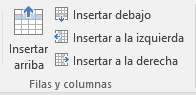 Insertar
arriba
Insertar debajo
Insertar a la izquierda
Insertar a la derecha
Filas y columnas